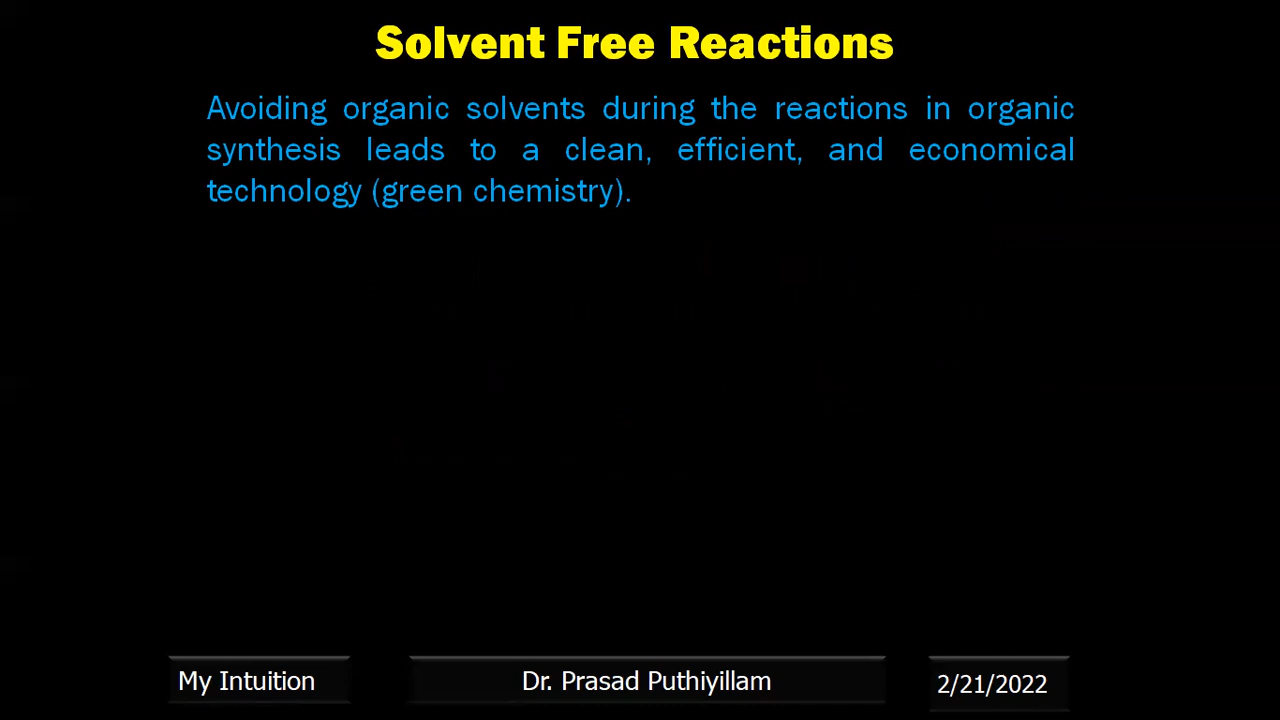 Solvent Free Reactions
Avoiding organic solvents during the reactions in organic
synthesis leads to a clean, efficient, and economical
technology (green chemistry).
My Intuition
Dr. Prasad Puthiyillam
2/21/2022